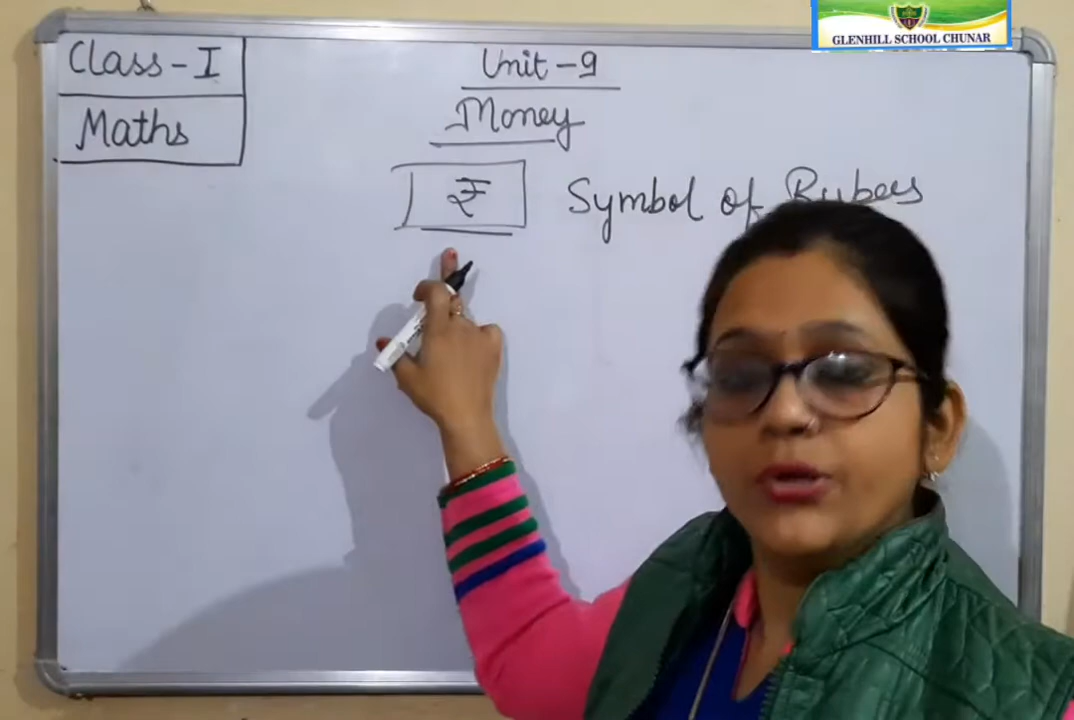 GLENHILL SCHOOL CHUNAR
Class-I
Maths
Unit-9
Money
₹ Symbol of Rupees